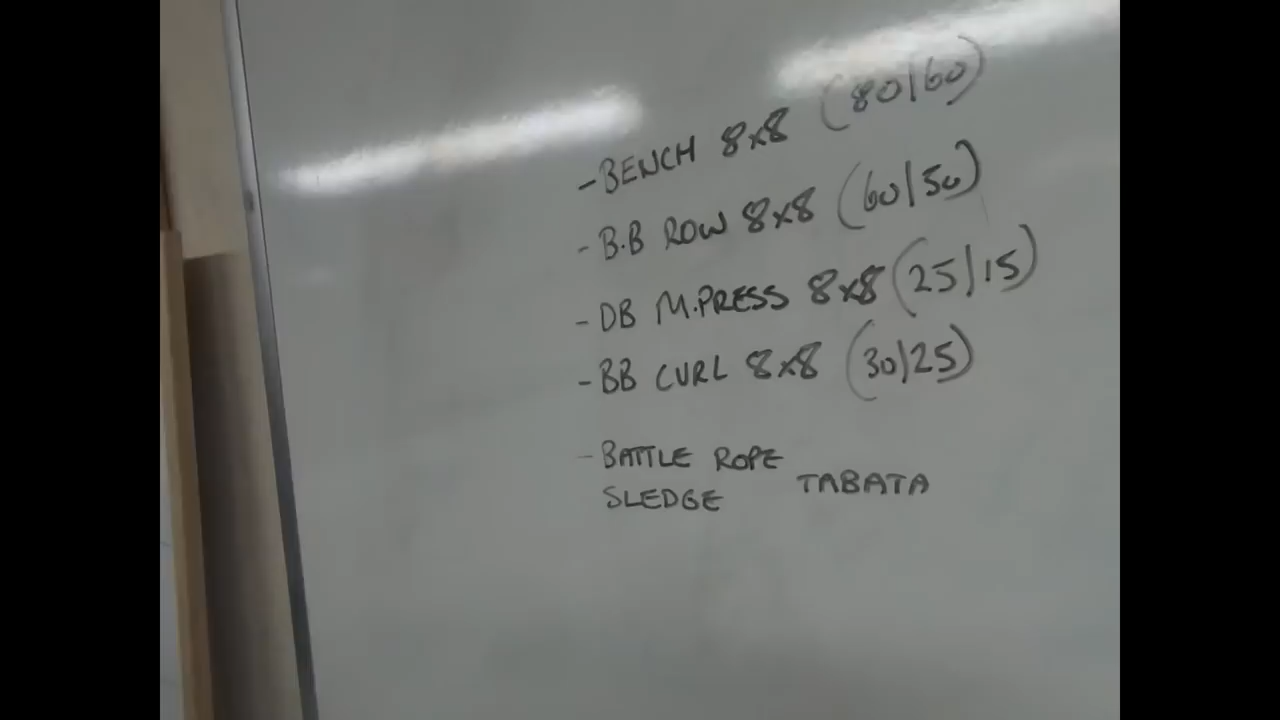 - BENCH 8x8 (80/60)
- B.B ROW 8x8 (60/50)
- DB M.PRESS 8x8 (25/15)
- BB CURL 8x8 (30/25)
- BATTLE ROPE
SLEDGE TABATA